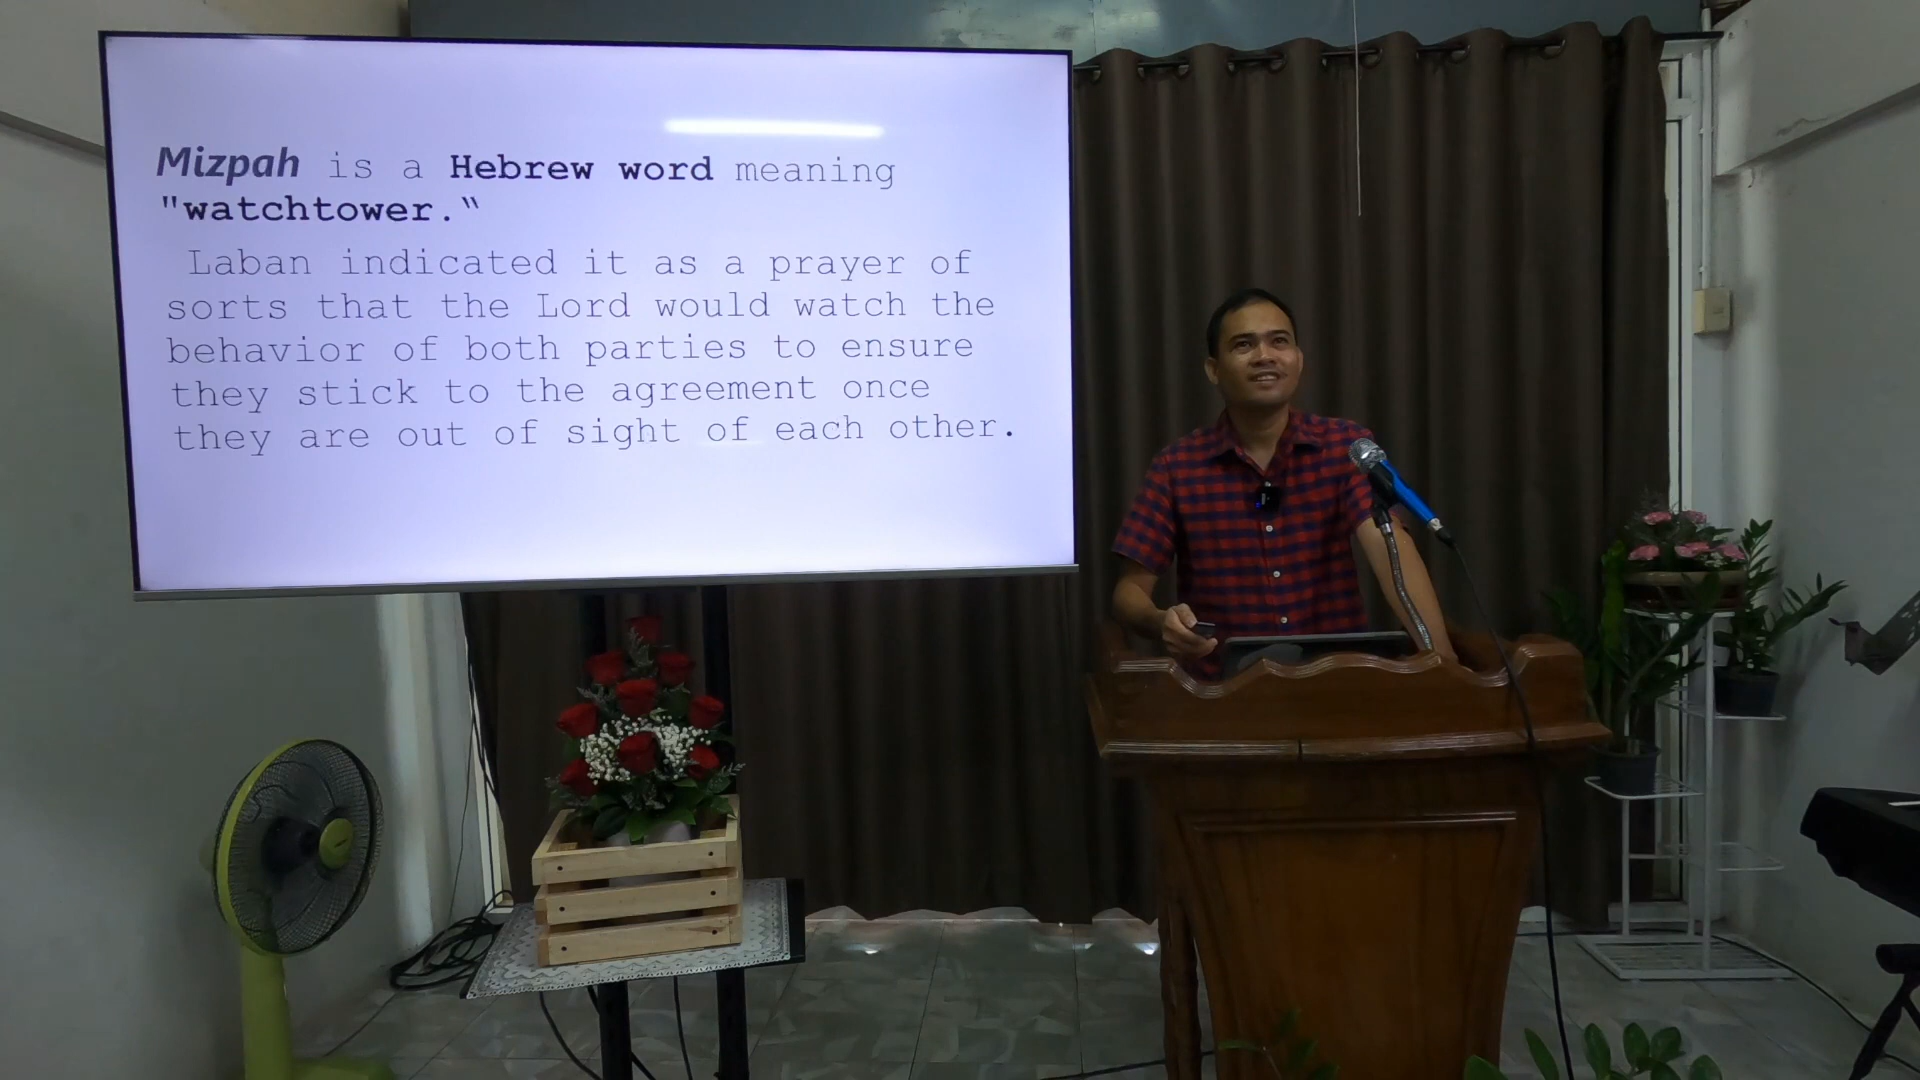 Mizpah is a Hebrew word meaning
"watchtower.‟
Laban indicated it as a prayer of
sorts that the Lord would watch the
behavior of both parties to ensure
they stick to the agreement once
they are out of sight of each other.